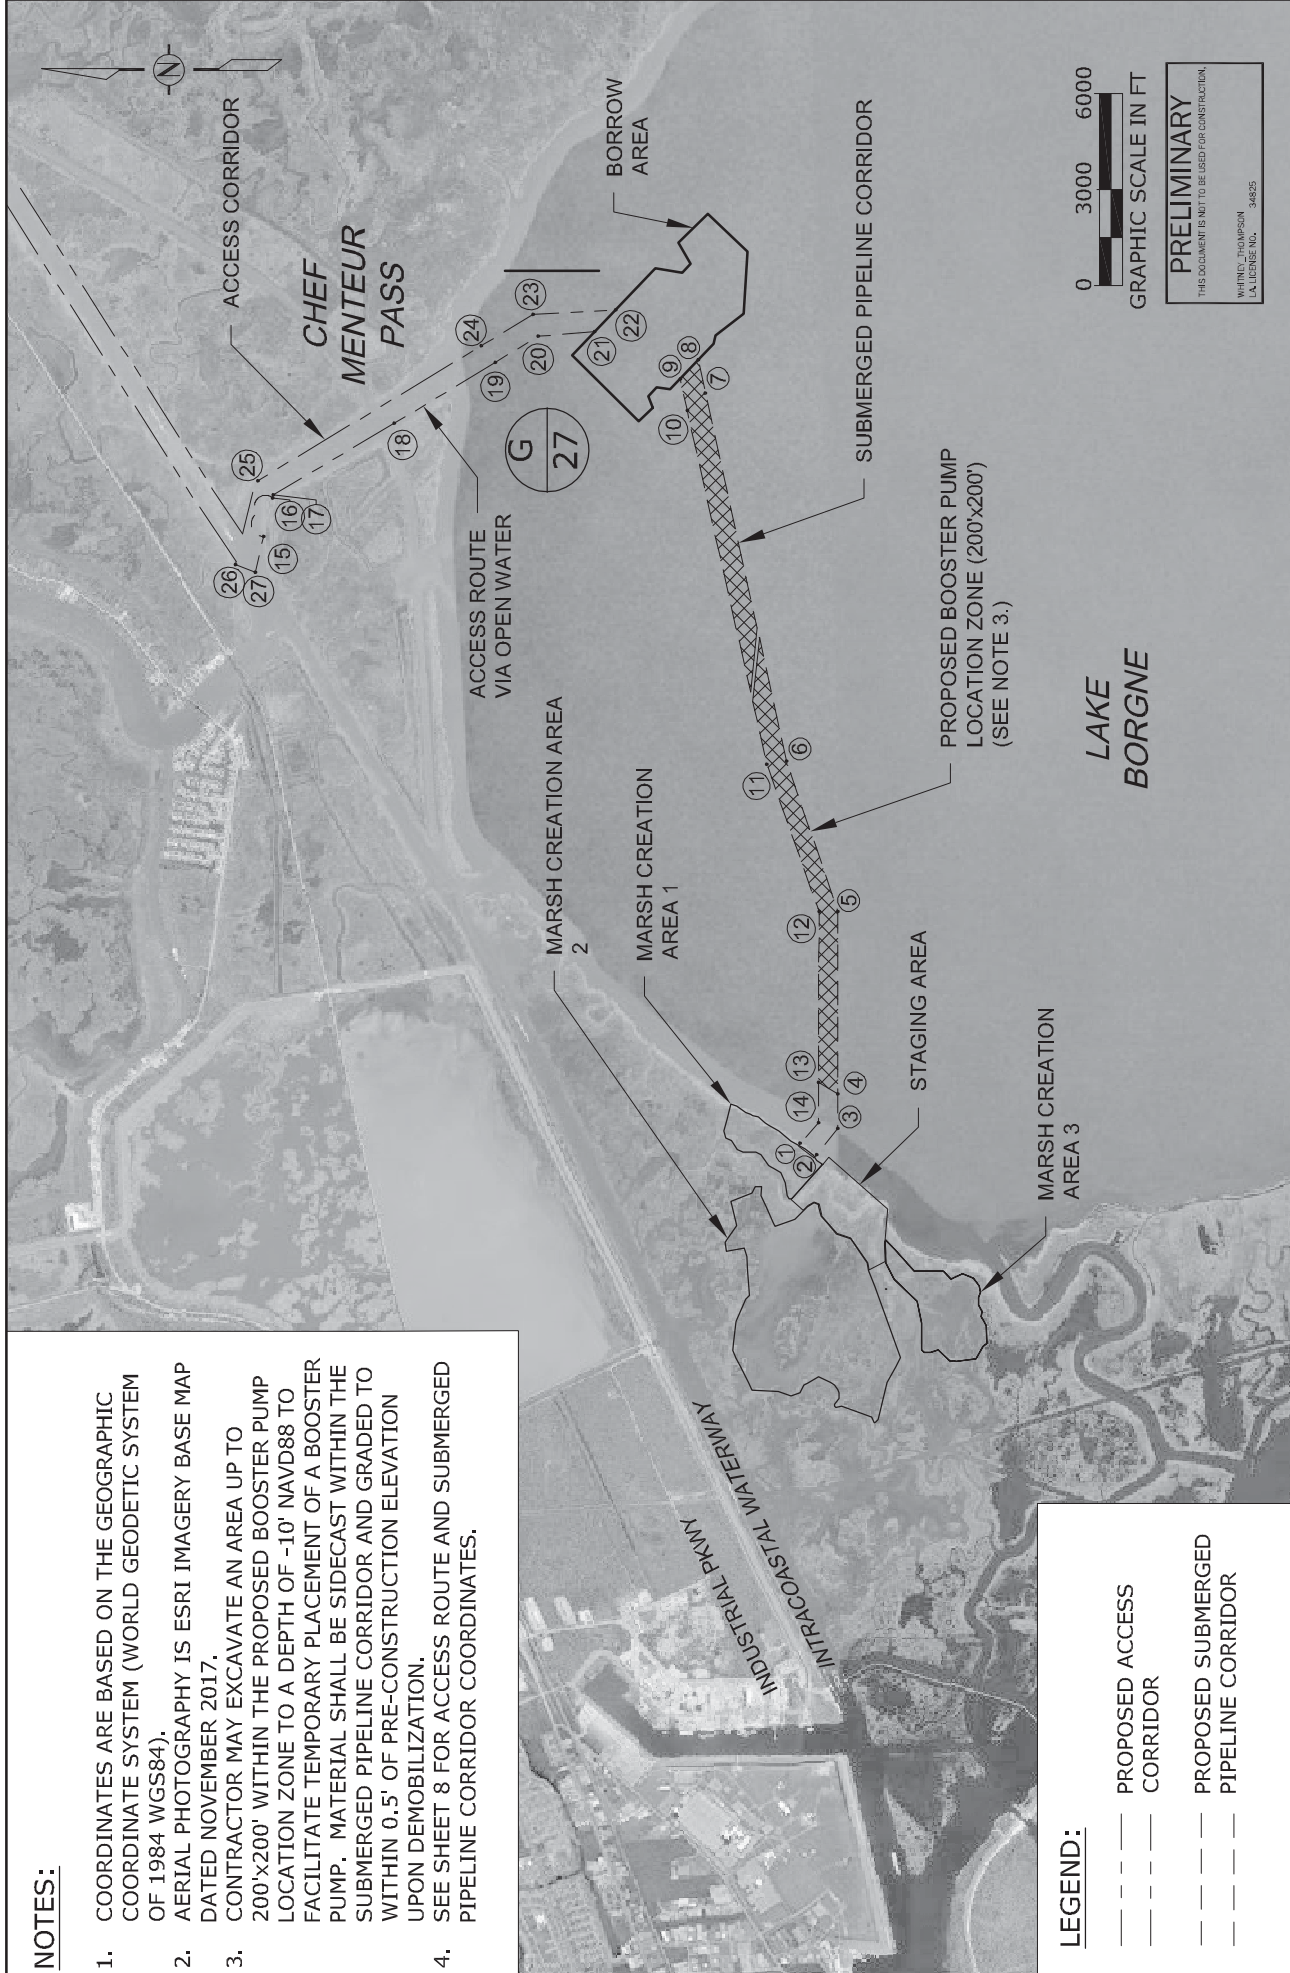 NOTES:
1. COORDINATES ARE BASED ON THE GEOGRAPHIC
COORDINATE SYSTEM (WORLD GEODETIC SYSTEM
OF 1984 WGS84).
2. AERIAL PHOTOGRAPHY IS ESRI IMAGERY BASE MAP
DATED NOVEMBER 2017.
3. CONTRACTOR MAY EXCAVATE AN AREA UP TO
200'x200' WITHIN THE PROPOSED BOOSTER PUMP
LOCATION ZONE TO A DEPTH OF -10' NAVD88 TO
FACILITATE TEMPORARY PLACEMENT OF A BOOSTER
PUMP. MATERIAL SHALL BE SIDECAST WITHIN THE
SUBMERGED PIPELINE CORRIDOR AND GRADED TO
WITHIN 0.5' OF PRE-CONSTRUCTION ELEVATION
UPON DEMOBILIZATION.
4. SEE SHEET 8 FOR ACCESS ROUTE AND SUBMERGED
PIPELINE CORRIDOR COORDINATES.
N
ACCESS CORRIDOR
CHEF
MENTEUR
PASS
BORROW
AREA
26
27
15
16
17
25
18
19
24
20
23
21
22
G
27
ACCESS ROUTE
VIA OPEN WATER
9
8
10
7
SUBMERGED PIPELINE CORRIDOR
MARSH CREATION AREA
2
MARSH CREATION
AREA 1
11
6
12
5
PROPOSED BOOSTER PUMP
LOCATION ZONE (200'x200')
(SEE NOTE 3.)
13
14
4
3
1
2
STAGING AREA
MARSH CREATION
AREA 3
LAKE
BORGNE
INDUSTRIAL PKWY
INTRACOASTAL WATERWAY
LEGEND:
PROPOSED ACCESS
CORRIDOR
PROPOSED SUBMERGED
PIPELINE CORRIDOR
0 3000 6000
GRAPHIC SCALE IN FT
PRELIMINARY
THIS DOCUMENT IS NOT TO BE USED FOR CONSTRUCTION.
WHITNEY_THOMPSON
LA. LICENSE NO. 34825